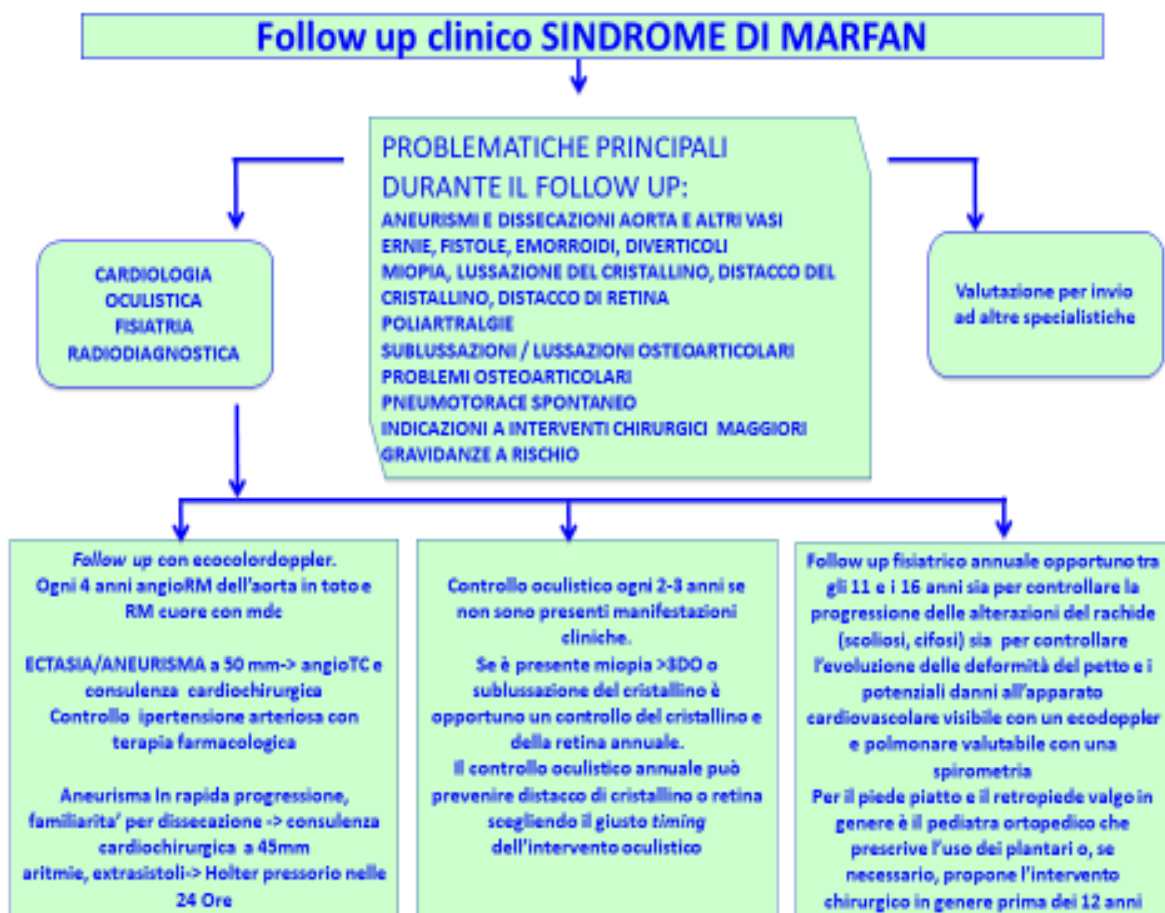 Follow up clinico SINDROME DI MARFAN
PROBLEMATICHE PRINCIPALI
DURANTE IL FOLLOW UP:
ANEURISMI E DISSECAZIONI AORTA E ALTRI VASI
ERNIE, FISTOLE, EMORROIDI, DIVERTICOLI
MIOPIA, LUSSAZIONE DEL CRISTALLINO, DISTACCO DEL
CRISTALLINO, DISTACCO DI RETINA
POLIARTRALGIE
SUBLUSSAZIONI / LUSSAZIONI OSTEOARTICOLARI
PROBLEMI OSTEOARTICOLARI
PNEUMOTORACE SPONTANEO
INDICAZIONI A INTERVENTI CHIRURGICI MAGGIORI
GRAVIDANZE A RISCHIO
CARDIOLOGIA
OCULISTICA
FISIATRIA
RADIODIAGNOSTICA
Valutazione per invio
ad altre specialistiche
Follow up con ecocolordoppler.
Ogni 4 anni angioRM dell'aorta in toto e
RM cuore con mdc
ECTASIA/ANEURISMA a 50 mm-> angioTC e
consulenza cardiochirurgica
Controllo ipertensione arteriosa con
terapia farmacologica
Aneurisma In rapida progressione,
familiarita' per dissecazione -> consulenza
cardiochirurgica a 45mm
aritmie, extrasistoli-> Holter pressorio nelle
24 Ore
Controllo oculistico ogni 2-3 anni se
non sono presenti manifestazioni
cliniche.
Se è presente miopia >3DO o
sublussazione del cristallino è
opportuno un controllo del cristallino e
della retina annuale.
Il controllo oculistico annuale può
prevenire distacco di cristallino o retina
scegliendo il giusto timing
dell'intervento oculistico
Follow up fisiatrico annuale opportuno tra
gli 11 e i 16 anni sia per controllare la
progressione delle alterazioni del rachide
(scoliosi, cifosi) sia per controllare
l'evoluzione delle deformità del petto e i
potenziali danni all'apparato
cardiovascolare visibile con un ecodoppler
e polmonare valutabile con una
spirometria
Per il piede piatto e il retropiede valgo in
genere è il pediatra ortopedico che
prescrive l'uso dei plantari o, se
necessario, propone l'intervento
chirurgico in genere prima dei 12 anni